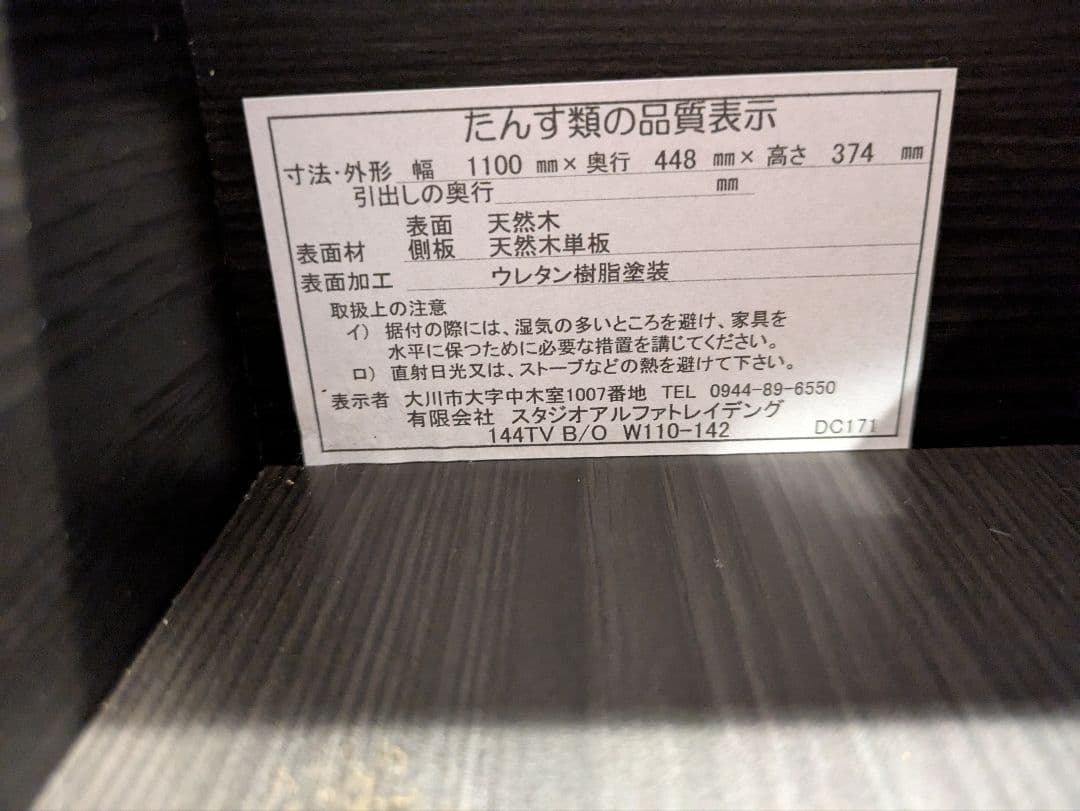 たんす類の品質表示
寸法・外形 幅 1100 ㎜× 奥行 448 ㎜× 高さ 374 ㎜
引出しの奥行 ㎜
表面 天然木
表面材 側板 天然木単板
表面加工 ウレタン樹脂塗装
取扱上の注意
イ) 据付の際には、湿気の多いところを避け、家具を
水平に保つために必要な措置を講じてください。
ロ) 直射日光又は、ストーブなどの熱を避けて下さい。
表示者 大川市大字中木室1007番地 TEL 0944-89-6550
有限会社 スタジオアルファトレイデング
144TV B/O W110-142 DC171